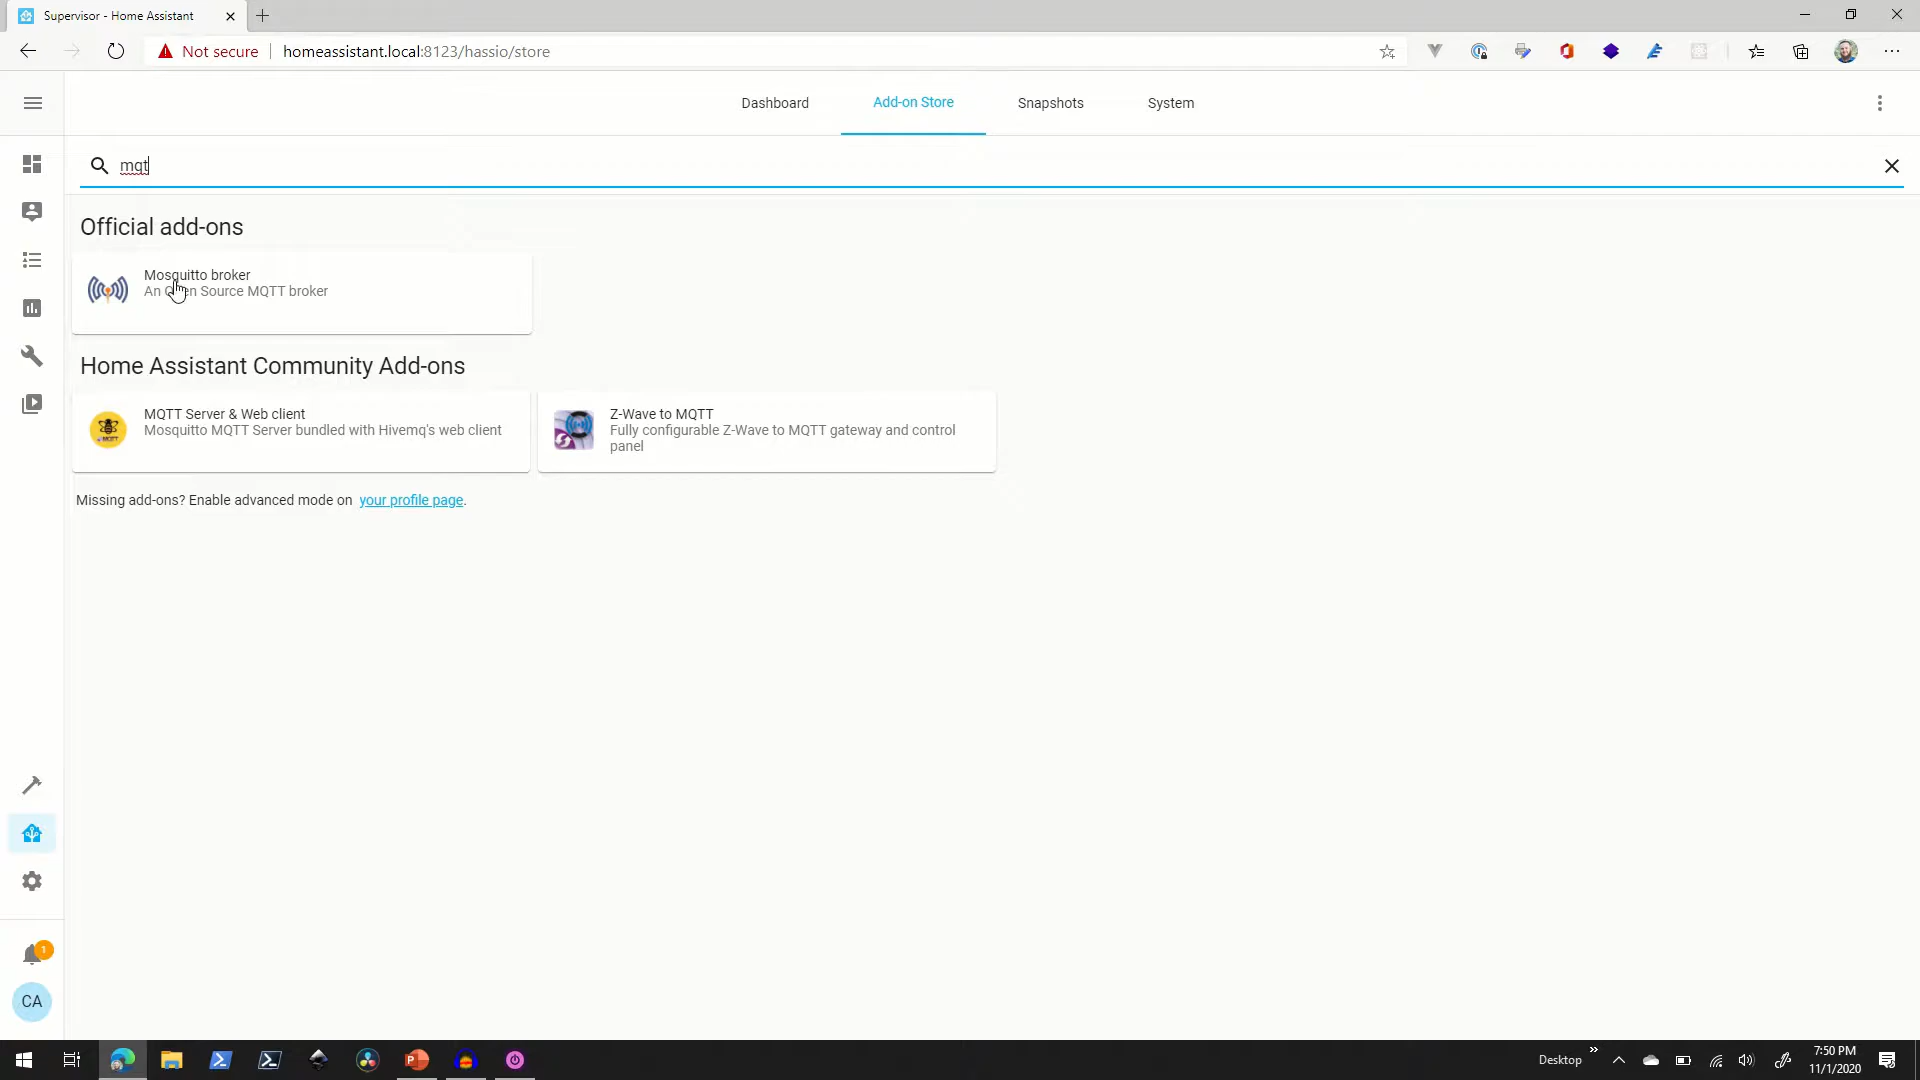 Supervisor - Home Assistant
Not secure
homeassistant.local:8123/hassio/store
Dashboard
Add-on Store
Snapshots
System
mqt
Official add-ons
Mosquitto broker
An Open Source MQTT broker
Home Assistant Community Add-ons
MQTT Server & Web client
Mosquitto MQTT Server bundled with Hivemq's web client
Z-Wave to MQTT
Fully configurable Z-Wave to MQTT gateway and control
panel
Missing add-ons? Enable advanced mode on your profile page.
1
CA
Desktop
7:50 PM
11/1/2020